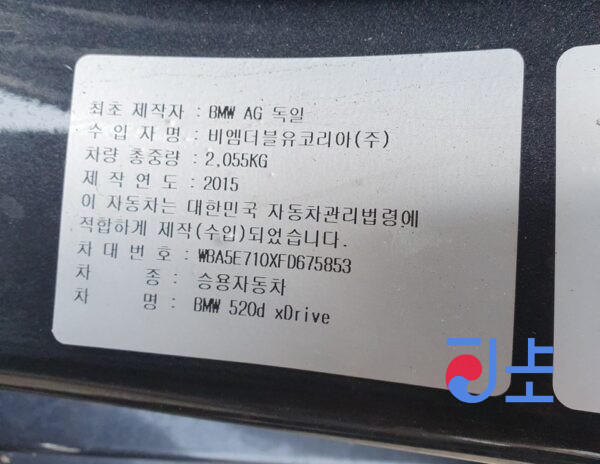 최초 제작자 : BMW AG 독일
수 입 자 명 : 비엠더블유코리아(주)
차량 총중량 : 2,055KG
제 작 연 도 : 2015
이 자동차는 대한민국 자동차관리법령에
적합하게 제작(수입)되었습니다.
차 대 번 호 : WBA5E710XFD675853
차 종 : 승용자동차
차 명 : BMW 520d xDrive